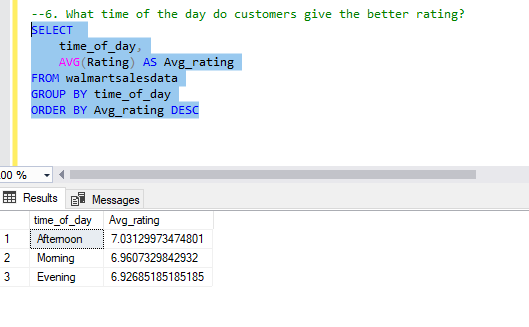 --6. What time of the day do customers give the better rating?
SELECT
time_of_day,
AVG(Rating) AS Avg_rating
FROM walmartsalesdata
GROUP BY time_of_day
ORDER BY Avg_rating DESC
00 %
Results Messages
time_of_day Avg_rating
1 Afternoon 7.03129973474801
2 Morning 6.9607329842932
3 Evening 6.92685185185185